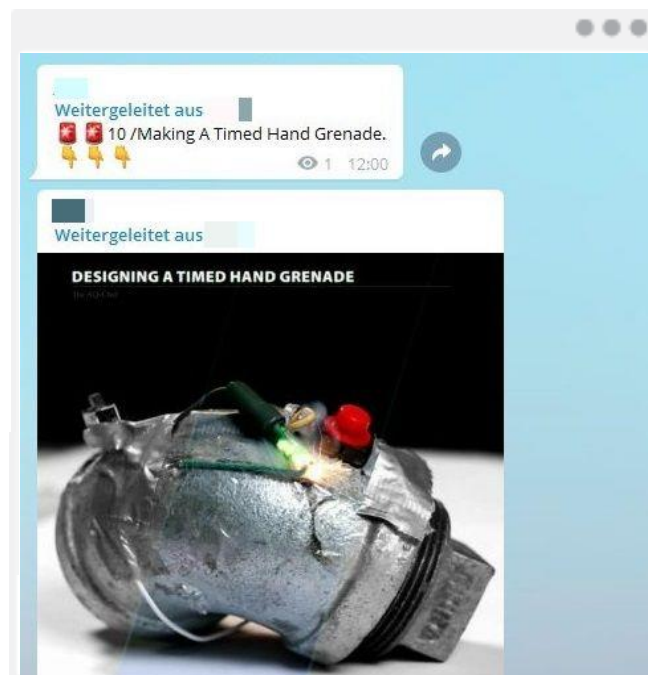 Weitergeleitet aus
🚨 🚨 10 /Making A Timed Hand Grenade.
👇 👇 👇
1 12:00
Weitergeleitet aus
DESIGNING A TIMED HAND GRENADE